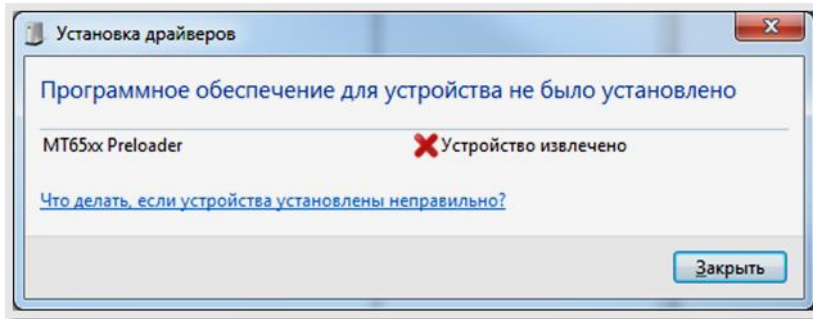 Установка драйверов
Программное обеспечение для устройства не было установлено
MT65xx Preloader
Устройство извлечено
Что делать, если устройства установлены неправильно?
Закрыть